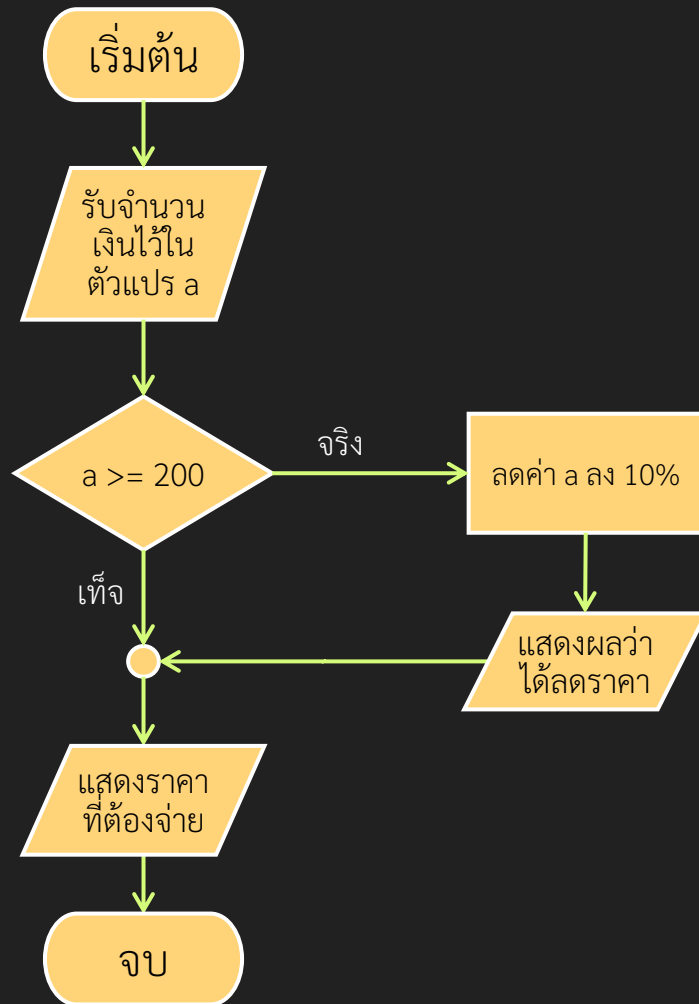 เริ่มต้น
รับจำนวน
เงินไว้ใน
ตัวแปร a
a >= 200
จริง
ลดค่า a ลง 10%
เท็จ
แสดงผลว่า
ได้ลดราคา
แสดงราคา
ที่ต้องจ่าย
จบ